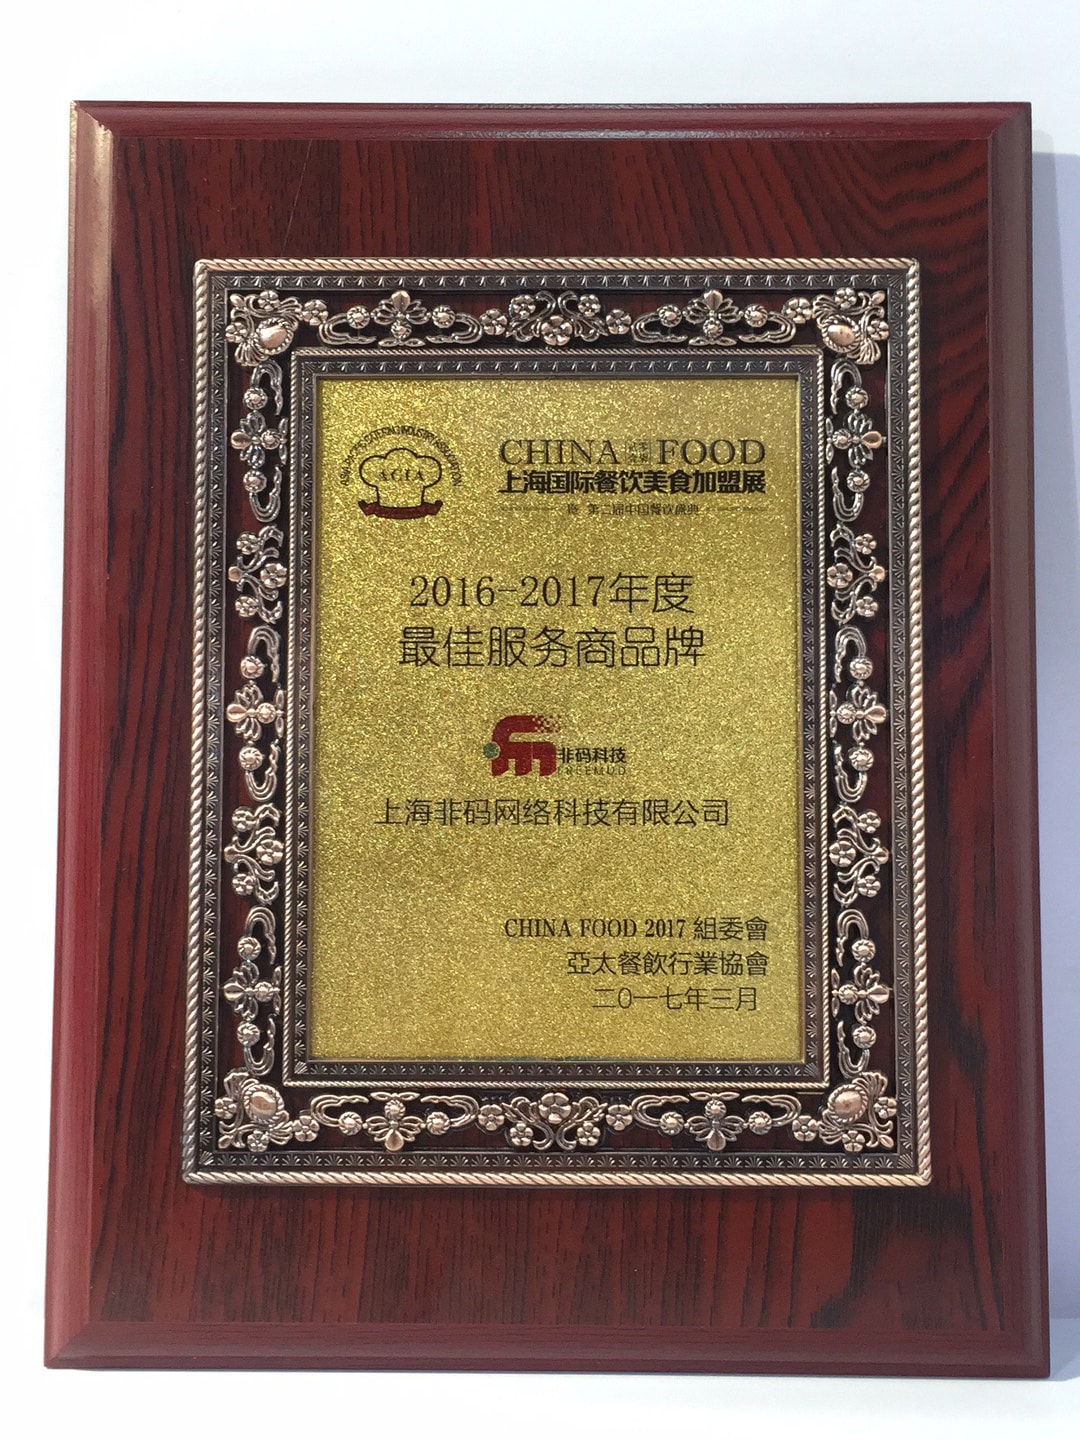 ASIA-PACIFIC CATERING INDUSTRY ASSOCIATION
A.C.I.A
CHINA FOOD
上海国际餐饮美食加盟展
暨 第二届中国餐饮盛典
2016-2017年度
最佳服务商品牌
非码科技
FREEMUD
上海非码网络科技有限公司
CHINA FOOD 2017 組委會
亞太餐飲行業協會
二〇一七年三月